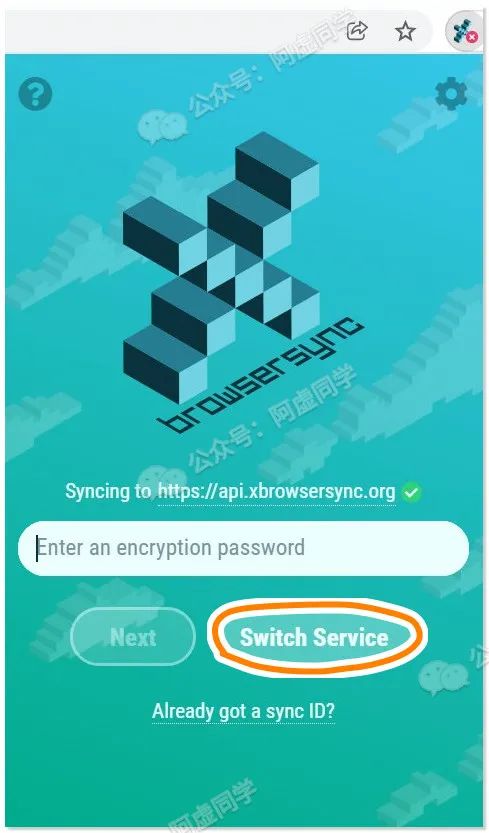 公众号：阿虚同学
browsersync
公众号：阿虚同学
Syncing to https://api.xbrowsersync.org
Enter an encryption password
Next
Switch Service
Already got a sync ID?
阿虚同学